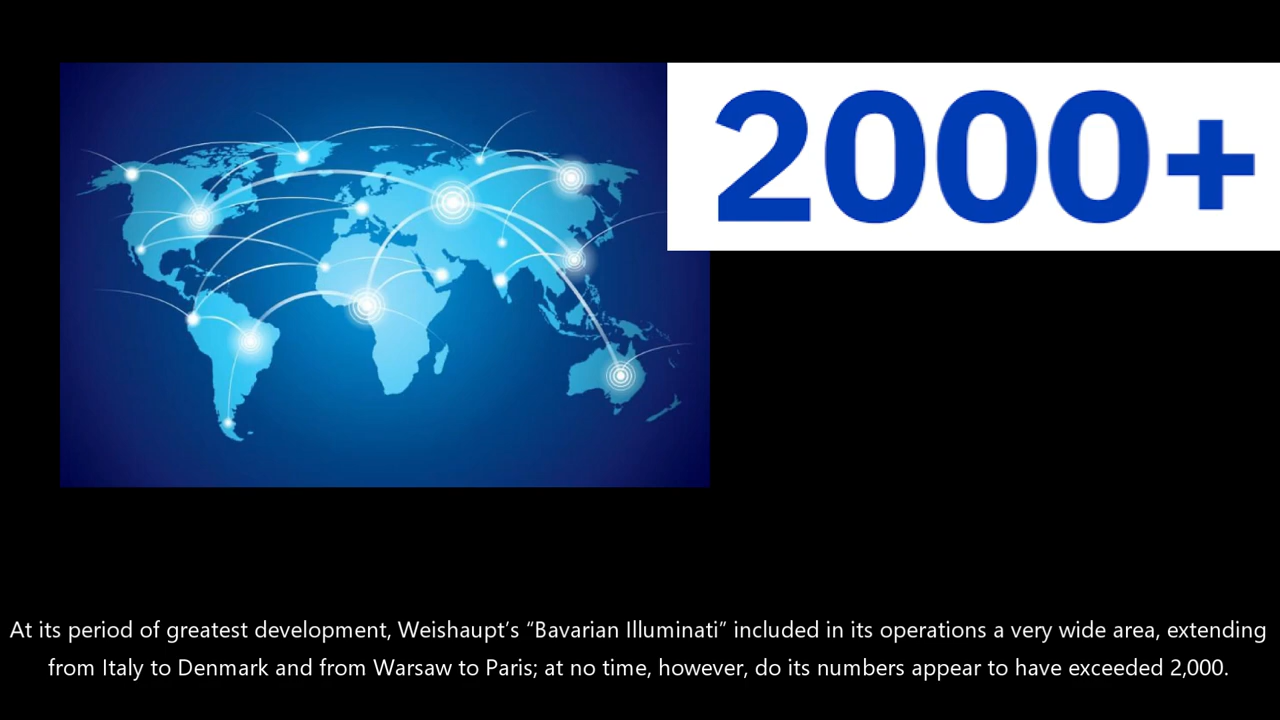 2000+
At its period of greatest development, Weishaupt’s “Bavarian Illuminati” included in its operations a very wide area, extending
from Italy to Denmark and from Warsaw to Paris; at no time, however, do its numbers appear to have exceeded 2,000.